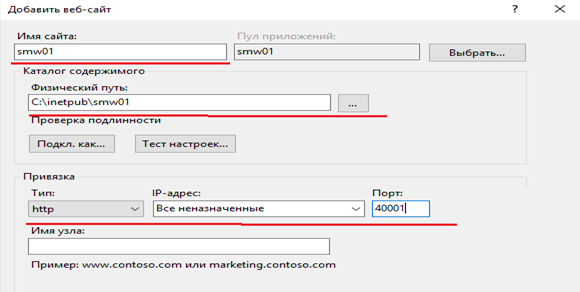 Добавить веб-сайт ?
Имя сайта: Пул приложений:
smw01 smw01 Выбрать...
Каталог содержимого
Физический путь:
C:\inetpub\smw01 ...
Проверка подлинности
Подкл. как... Тест настроек...
Привязка
Тип: IP-адрес: Порт:
http Все неназначенные 40001
Имя узла:
Пример: www.contoso.com или marketing.contoso.com